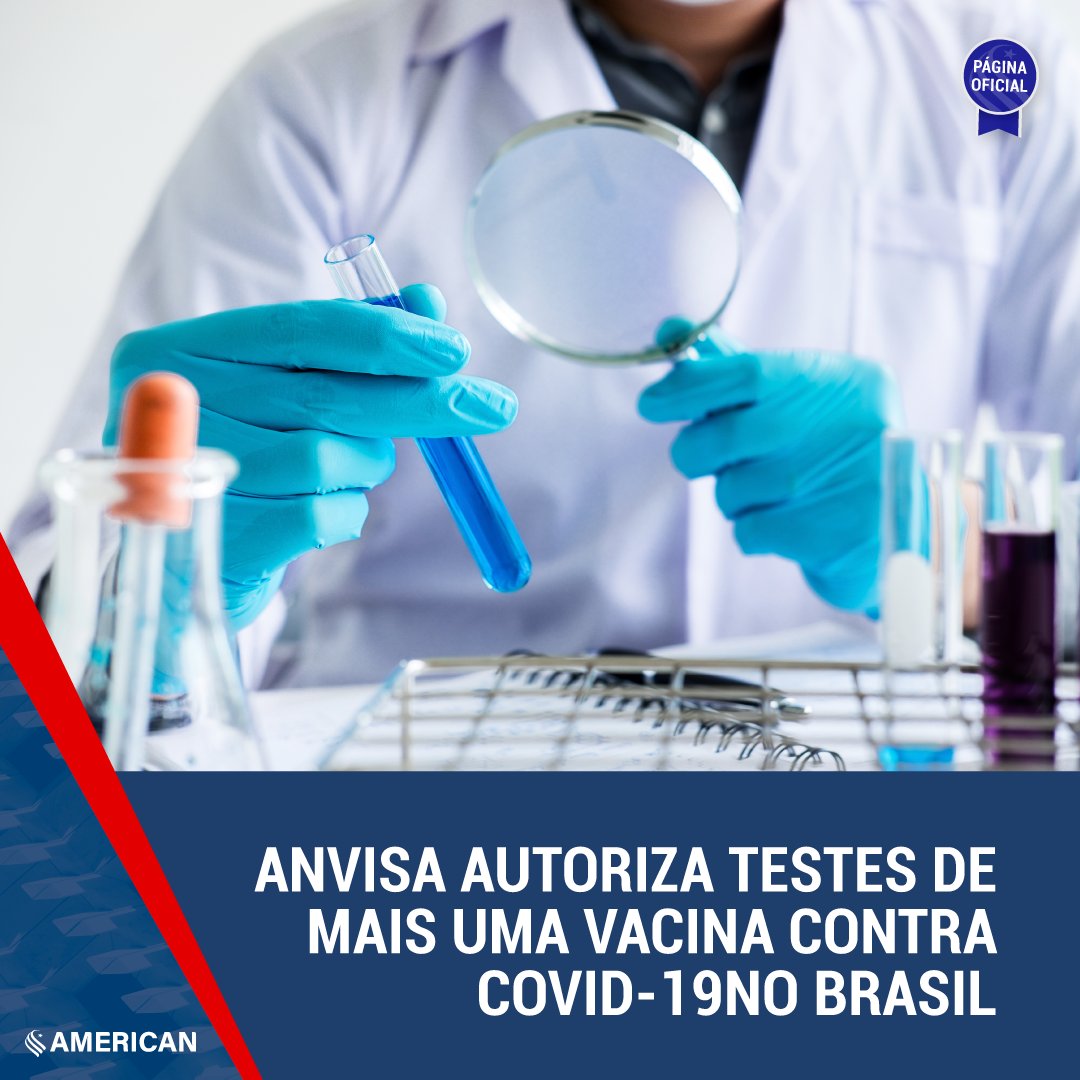 PÁGINA
OFICIAL
ANVISA AUTORIZA TESTES DE
MAIS UMA VACINA CONTRA
COVID-19NO BRASIL
AMERICAN